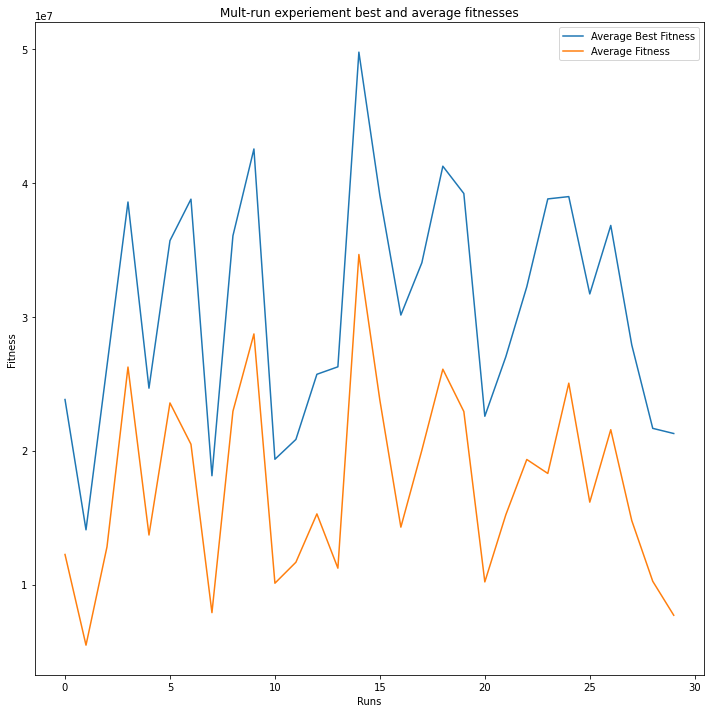 Mult-run experiement best and average fitnesses
1e7
Average Best Fitness
Average Fitness
5
4
3
2
1
Fitness
0 5 10 15 20 25 30
Runs